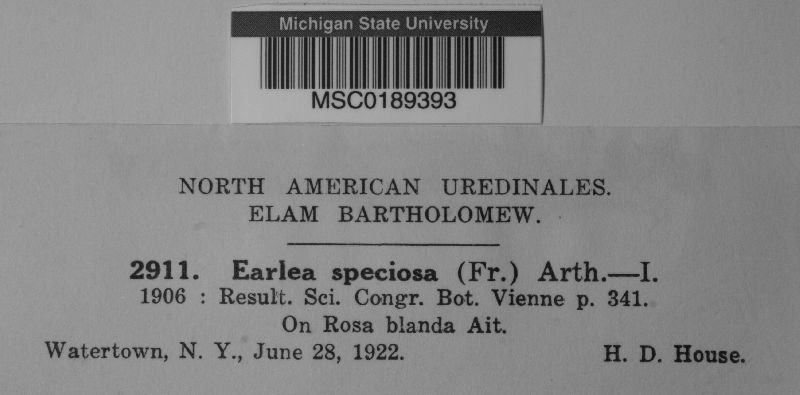 Michigan State University
MSC0189393
NORTH AMERICAN UREDINALES.
ELAM BARTHOLOMEW.
2911. Earlea speciosa (Fr.) Arth.—I.
1906 : Result. Sci. Congr. Bot. Vienne p. 341.
On Rosa blanda Ait.
Watertown, N. Y., June 28, 1922. H. D. House.